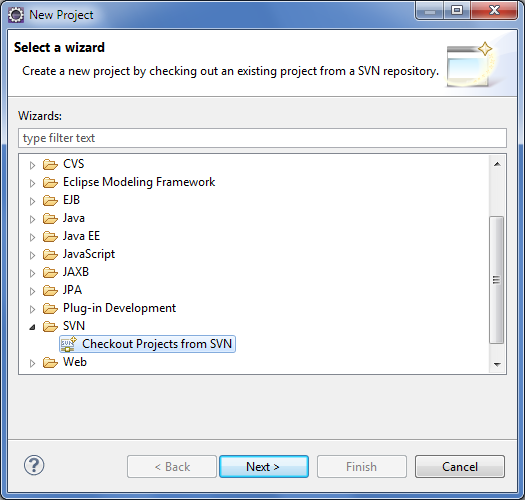 New Project
Select a wizard
Create a new project by checking out an existing project from a SVN repository.
Wizards:
type filter text
CVS
Eclipse Modeling Framework
EJB
Java
Java EE
JavaScript
JAXB
JPA
Plug-in Development
SVN
SVN Checkout Projects from SVN
Web
?
< Back
Next >
Finish
Cancel